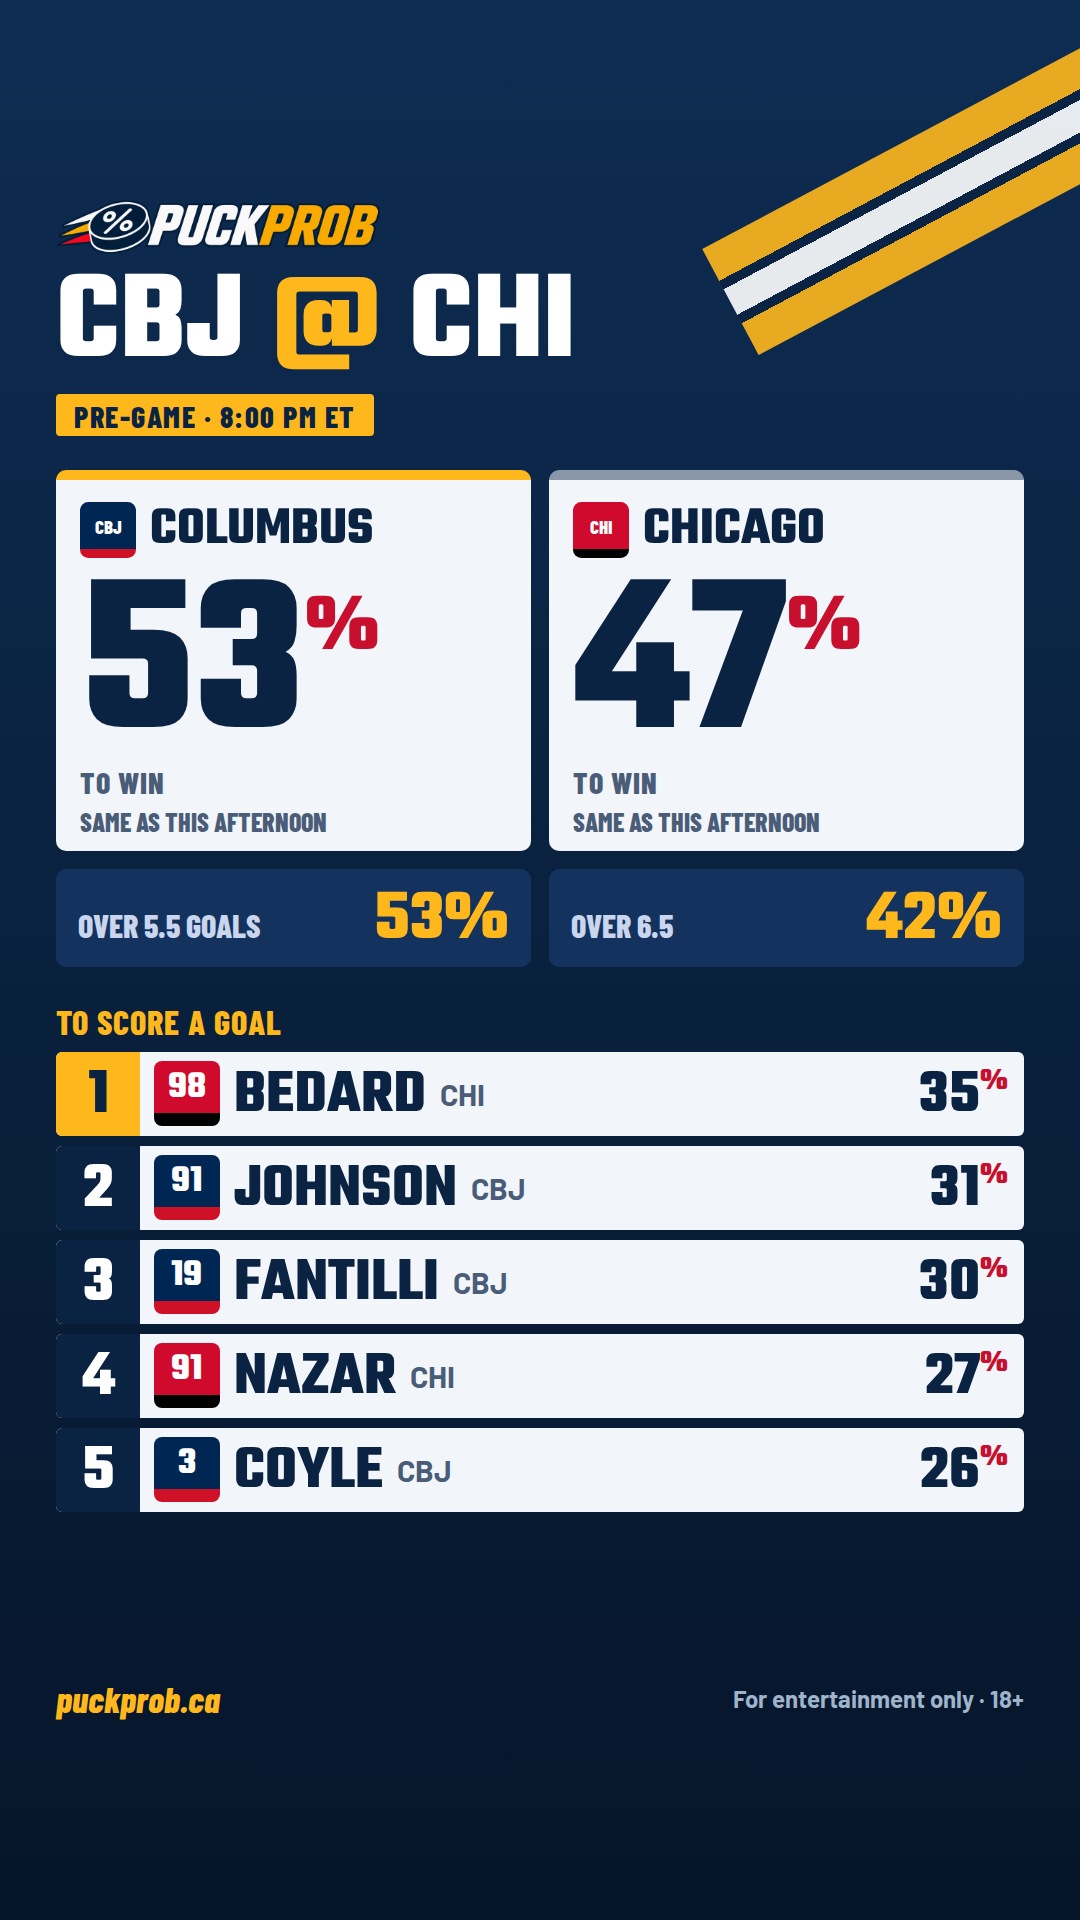 PUCKPROB
CBJ @ CHI
PRE-GAME · 8:00 PM ET
CBJ COLUMBUS
53%
TO WIN
SAME AS THIS AFTERNOON
CHI CHICAGO
47%
TO WIN
SAME AS THIS AFTERNOON
OVER 5.5 GOALS 53%
OVER 6.5 42%
TO SCORE A GOAL
1 98 BEDARD CHI 35%
2 91 JOHNSON CBJ 31%
3 19 FANTILLI CBJ 30%
4 91 NAZAR CHI 27%
5 3 COYLE CBJ 26%
puckprob.ca
For entertainment only · 18+